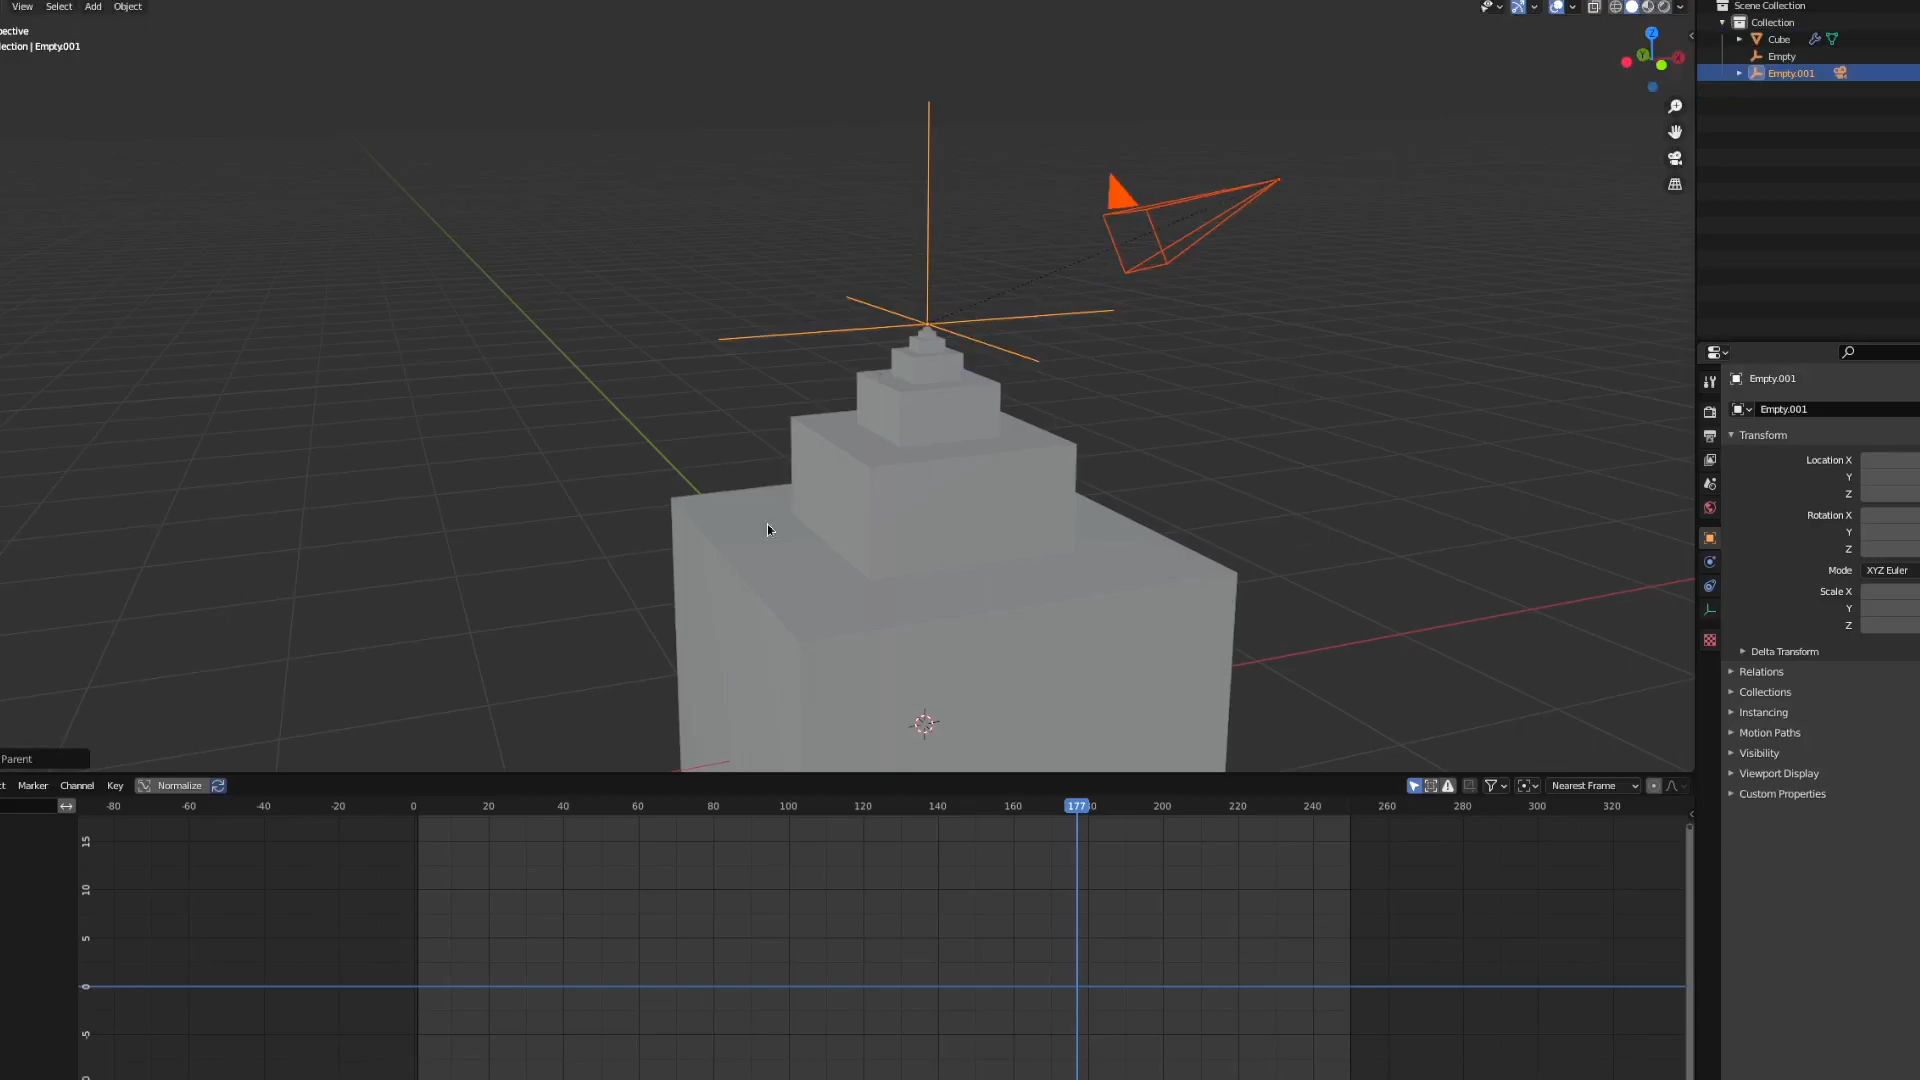 View Select Add Object
pective
lection | Empty.001
Z
Y
X
Scene Collection
Collection
Cube
Empty
Empty.001
Empty.001
Empty.001
Transform
Location X
Y
Z
Rotation X
Y
Z
Mode XYZ Euler
Scale X
Y
Z
Delta Transform
Relations
Collections
Instancing
Motion Paths
Visibility
Viewport Display
Custom Properties
Parent
ct Marker Channel Key Normalize Nearest Frame
-80 -60 -40 -20 0 20 40 60 80 100 120 140 160 177 200 220 240 260 280 300 320
15
10
5
0
-5